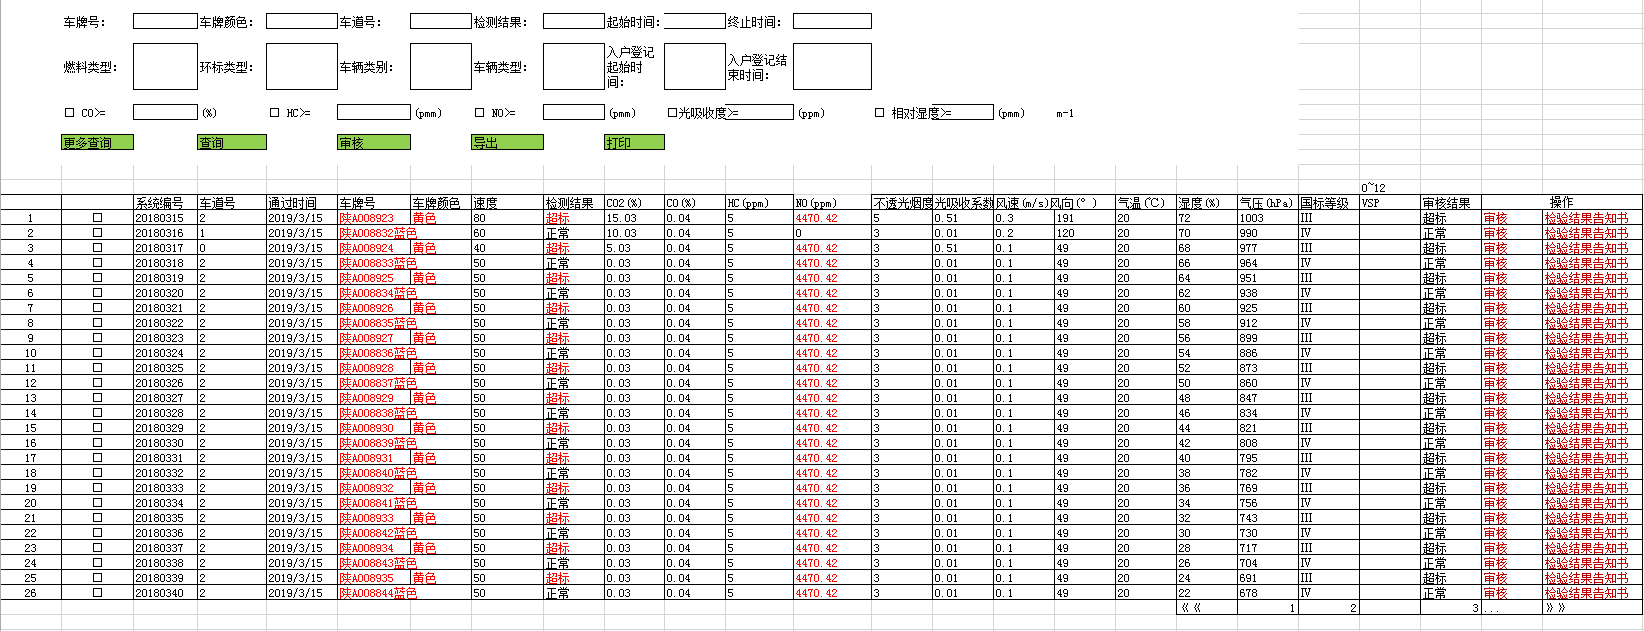 车牌号： 车牌颜色： 车道号： 检测结果： 起始时间： 终止时间：
燃料类型： 环标类型： 车辆类别： 车辆类型： 入户登记起始时间： 入户登记结束时间：
□ CO>= (%) □ HC>= (pmm) □ NO>= (pmm) □光吸收度>= (ppm) □ 相对湿度>= (pmm) m-1
更多查询 查询 审核 导出 打印
0~12
系统编号 车道号 通过时间 车牌号 车牌颜色 速度 检测结果 CO2(%) CO(%) HC(ppm) NO(ppm) 不透光烟度 光吸收系数 风速(m/s) 风向(°) 气温(℃) 湿度(%) 气压(hPa) 国标等级 VSP 审核结果 操作
1 □ 20180315 2 2019/3/15 陕A008923 黄色 80 超标 15.03 0.04 5 4470.42 5 0.51 0.3 191 20 72 1003 III 超标 审核 检验结果告知书
2 □ 20180316 1 2019/3/15 陕A008832蓝色 60 正常 10.03 0.04 5 0 3 0.01 0.2 120 20 70 990 IV 正常 审核 检验结果告知书
3 □ 20180317 0 2019/3/15 陕A008924 黄色 40 超标 5.03 0.04 5 4470.42 3 0.51 0.1 49 20 68 977 III 超标 审核 检验结果告知书
4 □ 20180318 2 2019/3/15 陕A008833蓝色 50 正常 0.03 0.04 5 4470.42 3 0.01 0.1 49 20 66 964 IV 正常 审核 检验结果告知书
5 □ 20180319 2 2019/3/15 陕A008925 黄色 50 超标 0.03 0.04 5 4470.42 3 0.01 0.1 49 20 64 951 III 超标 审核 检验结果告知书
6 □ 20180320 2 2019/3/15 陕A008834蓝色 50 正常 0.03 0.04 5 4470.42 3 0.01 0.1 49 20 62 938 IV 正常 审核 检验结果告知书
7 □ 20180321 2 2019/3/15 陕A008926 黄色 50 超标 0.03 0.04 5 4470.42 3 0.01 0.1 49 20 60 925 III 超标 审核 检验结果告知书
8 □ 20180322 2 2019/3/15 陕A008835蓝色 50 正常 0.03 0.04 5 4470.42 3 0.01 0.1 49 20 58 912 IV 正常 审核 检验结果告知书
9 □ 20180323 2 2019/3/15 陕A008927 黄色 50 超标 0.03 0.04 5 4470.42 3 0.01 0.1 49 20 56 899 III 超标 审核 检验结果告知书
10 □ 20180324 2 2019/3/15 陕A008836蓝色 50 正常 0.03 0.04 5 4470.42 3 0.01 0.1 49 20 54 886 IV 正常 审核 检验结果告知书
11 □ 20180325 2 2019/3/15 陕A008928 黄色 50 超标 0.03 0.04 5 4470.42 3 0.01 0.1 49 20 52 873 III 超标 审核 检验结果告知书
12 □ 20180326 2 2019/3/15 陕A008837蓝色 50 正常 0.03 0.04 5 4470.42 3 0.01 0.1 49 20 50 860 IV 正常 审核 检验结果告知书
13 □ 20180327 2 2019/3/15 陕A008929 黄色 50 超标 0.03 0.04 5 4470.42 3 0.01 0.1 49 20 48 847 III 超标 审核 检验结果告知书
14 □ 20180328 2 2019/3/15 陕A008838蓝色 50 正常 0.03 0.04 5 4470.42 3 0.01 0.1 49 20 46 834 IV 正常 审核 检验结果告知书
15 □ 20180329 2 2019/3/15 陕A008930 黄色 50 超标 0.03 0.04 5 4470.42 3 0.01 0.1 49 20 44 821 III 超标 审核 检验结果告知书
16 □ 20180330 2 2019/3/15 陕A008839蓝色 50 正常 0.03 0.04 5 4470.42 3 0.01 0.1 49 20 42 808 IV 正常 审核 检验结果告知书
17 □ 20180331 2 2019/3/15 陕A008931 黄色 50 超标 0.03 0.04 5 4470.42 3 0.01 0.1 49 20 40 795 III 超标 审核 检验结果告知书
18 □ 20180332 2 2019/3/15 陕A008840蓝色 50 正常 0.03 0.04 5 4470.42 3 0.01 0.1 49 20 38 782 IV 正常 审核 检验结果告知书
19 □ 20180333 2 2019/3/15 陕A008932 黄色 50 超标 0.03 0.04 5 4470.42 3 0.01 0.1 49 20 36 769 III 超标 审核 检验结果告知书
20 □ 20180334 2 2019/3/15 陕A008841蓝色 50 正常 0.03 0.04 5 4470.42 3 0.01 0.1 49 20 34 756 IV 正常 审核 检验结果告知书
21 □ 20180335 2 2019/3/15 陕A008933 黄色 50 超标 0.03 0.04 5 4470.42 3 0.01 0.1 49 20 32 743 III 超标 审核 检验结果告知书
22 □ 20180336 2 2019/3/15 陕A008842蓝色 50 正常 0.03 0.04 5 4470.42 3 0.01 0.1 49 20 30 730 IV 正常 审核 检验结果告知书
23 □ 20180337 2 2019/3/15 陕A008934 黄色 50 超标 0.03 0.04 5 4470.42 3 0.01 0.1 49 20 28 717 III 超标 审核 检验结果告知书
24 □ 20180338 2 2019/3/15 陕A008843蓝色 50 正常 0.03 0.04 5 4470.42 3 0.01 0.1 49 20 26 704 IV 正常 审核 检验结果告知书
25 □ 20180339 2 2019/3/15 陕A008935 黄色 50 超标 0.03 0.04 5 4470.42 3 0.01 0.1 49 20 24 691 III 超标 审核 检验结果告知书
26 □ 20180340 2 2019/3/15 陕A008844蓝色 50 正常 0.03 0.04 5 4470.42 3 0.01 0.1 49 20 22 678 IV 正常 审核 检验结果告知书
《《 1 2 3 ... 》》